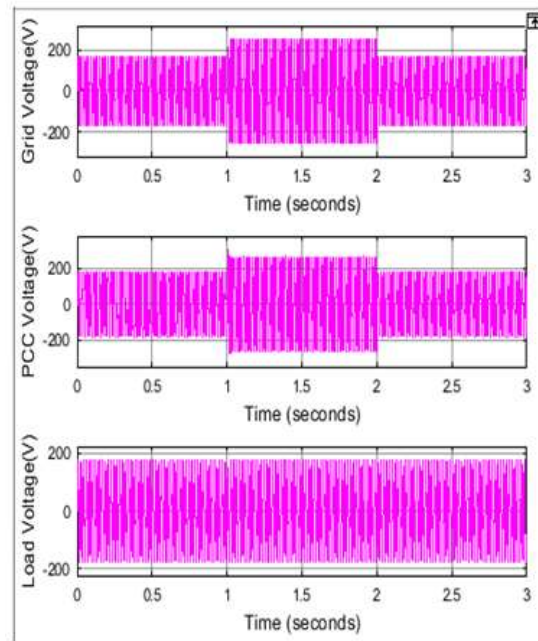 Grid Voltage(V)
200
0
-200
0 0.5 1 1.5 2 2.5 3
Time (seconds)
PCC Voltage(V)
200
0
-200
0 0.5 1 1.5 2 2.5 3
Time (seconds)
Load Voltage(V)
200
0
-200
0 0.5 1 1.5 2 2.5 3
Time (seconds)